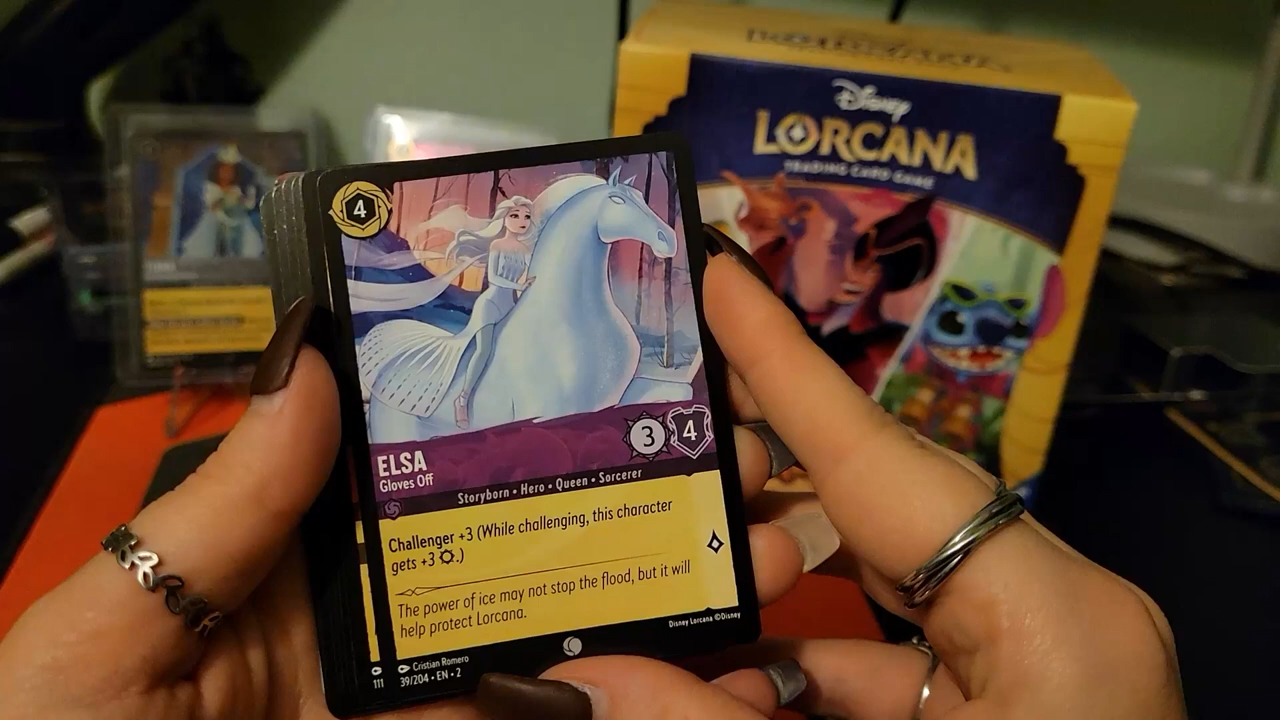 Disney
LORCANA
TRADING CARD GAME
4
3
4
ELSA
Gloves Off
Storyborn • Hero • Queen • Sorcerer
Challenger +3 (While challenging, this character
gets +3 .)
The power of ice may not stop the flood, but it will
help protect Lorcana.
Disney Lorcana ©Disney
111
Cristian Romero
39/204 • EN • 2